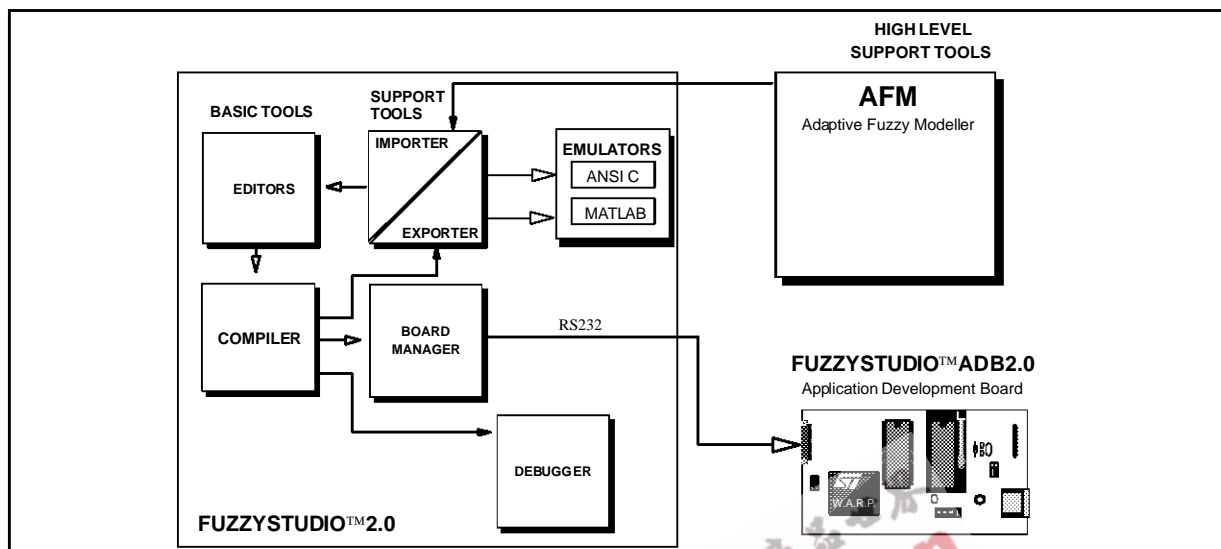 HIGH LEVEL
SUPPORT TOOLS
AFM
Adaptive Fuzzy Modeller
BASIC TOOLS
SUPPORT
TOOLS
IMPORTER
EXPORTER
EMULATORS
ANSI C
MATLAB
EDITORS
COMPILER
BOARD
MANAGER
RS232
DEBUGGER
FUZZYSTUDIO™2.0
FUZZYSTUDIO™ADB2.0
Application Development Board
ST
W.A.R.P.